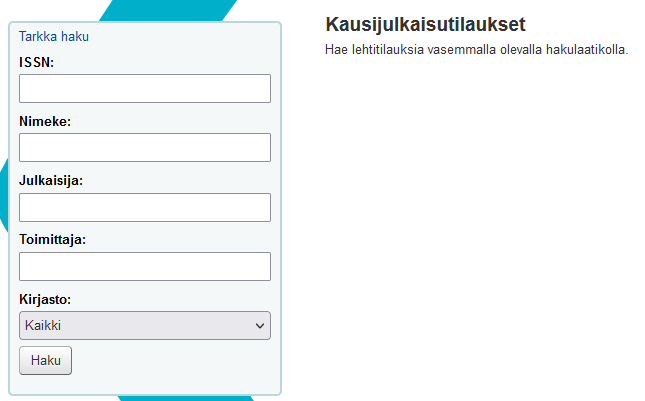 Tarkka haku
ISSN:
Nimeke:
Julkaisija:
Toimittaja:
Kirjasto:
Kaikki
Haku
Kausijulkaisutilaukset
Hae lehtitilauksia vasemmalla olevalla hakulaatikolla.